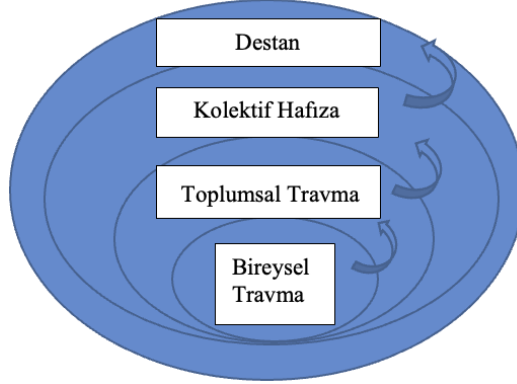 Destan
Kolektif Hafıza
Toplumsal Travma
Bireysel
Travma